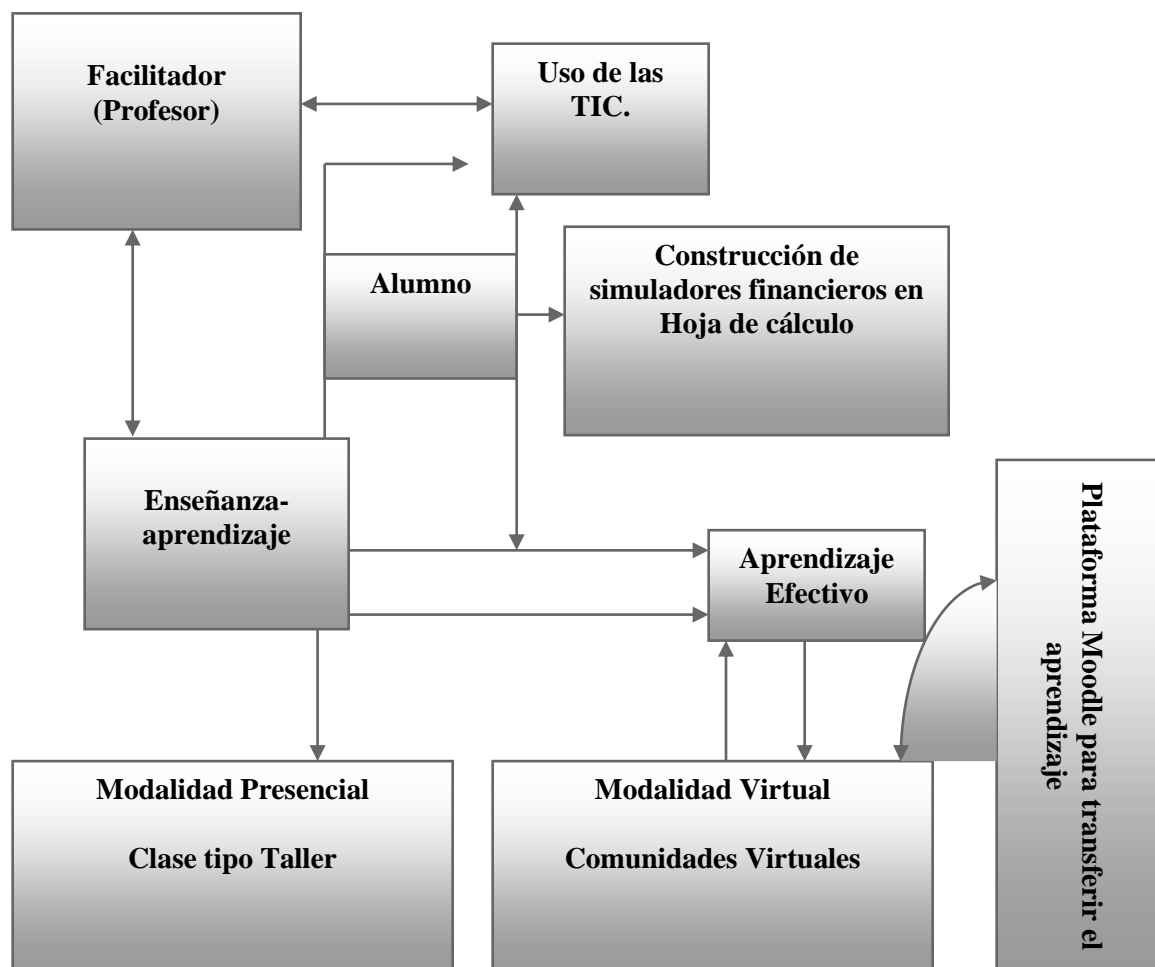 Facilitador
(Profesor)
Uso de las
TIC.
Alumno
Construcción de
simuladores financieros en
Hoja de cálculo
Enseñanza-
aprendizaje
Aprendizaje
Efectivo
Plataforma Moodle para transferir el
aprendizaje
Modalidad Presencial
Clase tipo Taller
Modalidad Virtual
Comunidades Virtuales